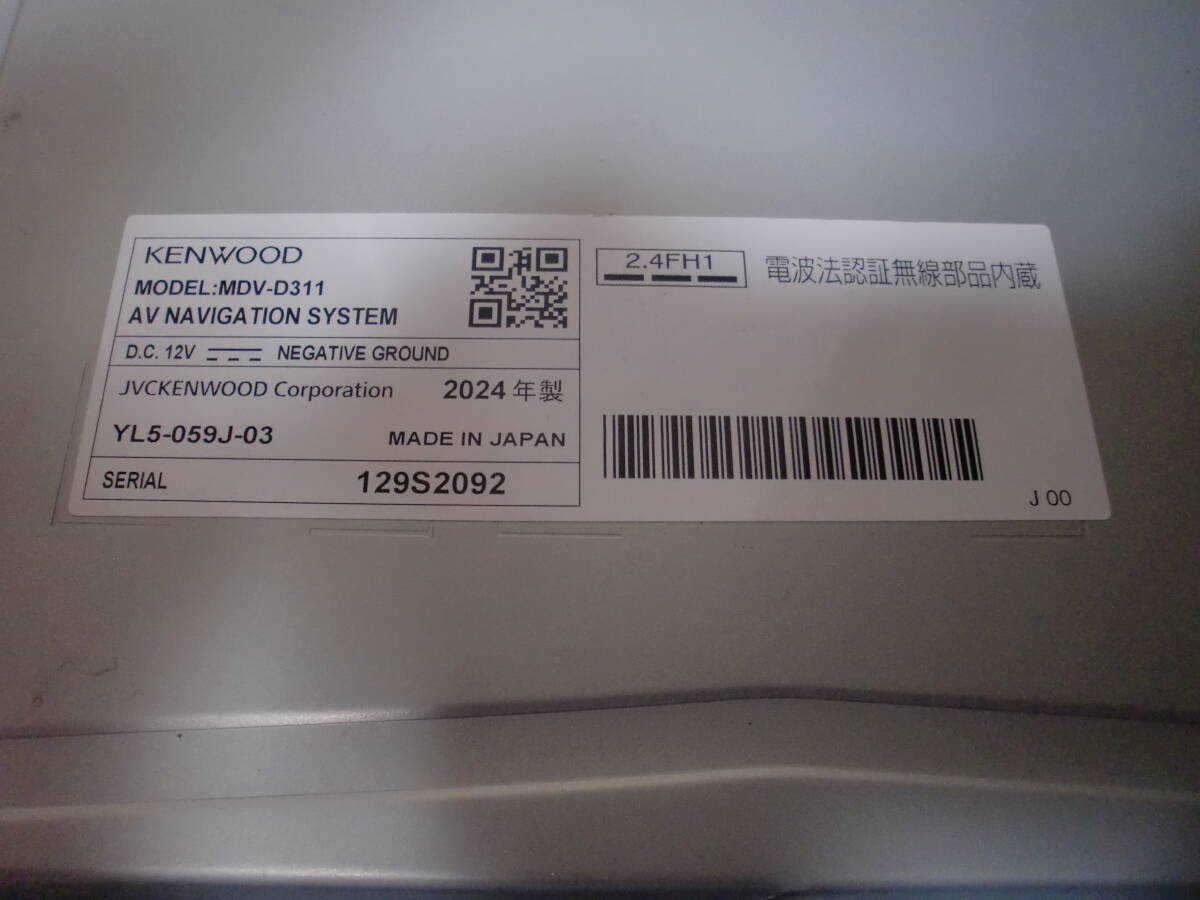 KENWOOD
MODEL:MDV-D311
AV NAVIGATION SYSTEM
D.C. 12V NEGATIVE GROUND
JVCKENWOOD Corporation 2024 年製
YL5-059J-03 MADE IN JAPAN
SERIAL 129S2092
2.4FH1 電波法認証無線部品内蔵
J 00